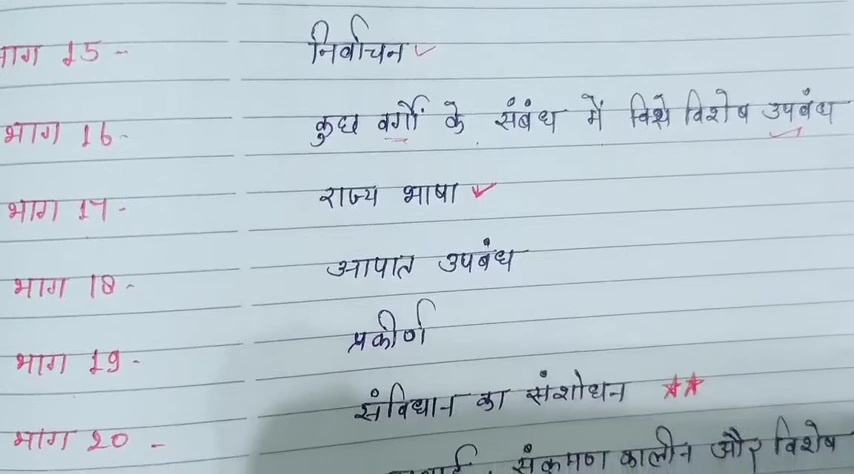 भाग 15 - निर्वाचन
भाग 16 - कुछ वर्गों के संबंध में विशे विशेष उपबंध
भाग 17 - राज्य भाषा
भाग 18 - आपात उपबंध
भाग 19 - प्रकीर्ण
भाग 20 - संविधान का संशोधन **
संक्रमण कालीन और विशेष